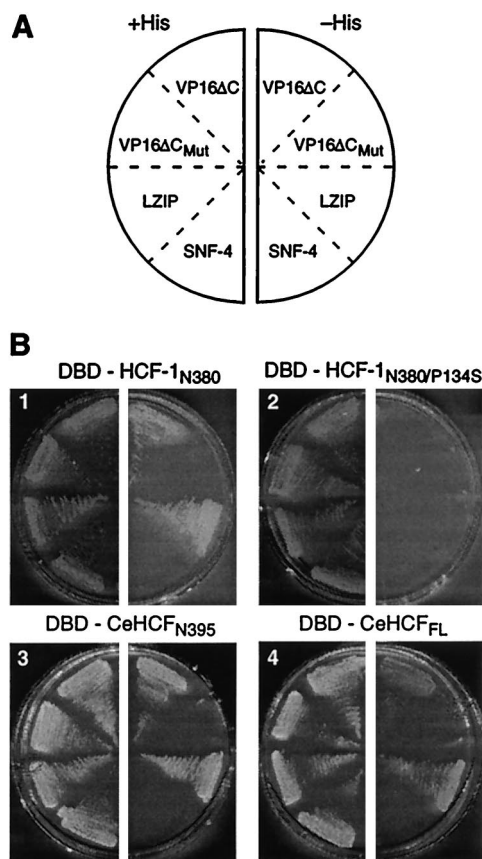 A
+His
–His
VP16ΔC
VP16ΔC
VP16ΔCMut
VP16ΔCMut
LZIP
LZIP
SNF-4
SNF-4
B
DBD - HCF-1N380
DBD - HCF-1N380/P134S
1
2
DBD - CeHCFN395
DBD - CeHCFFL
3
4